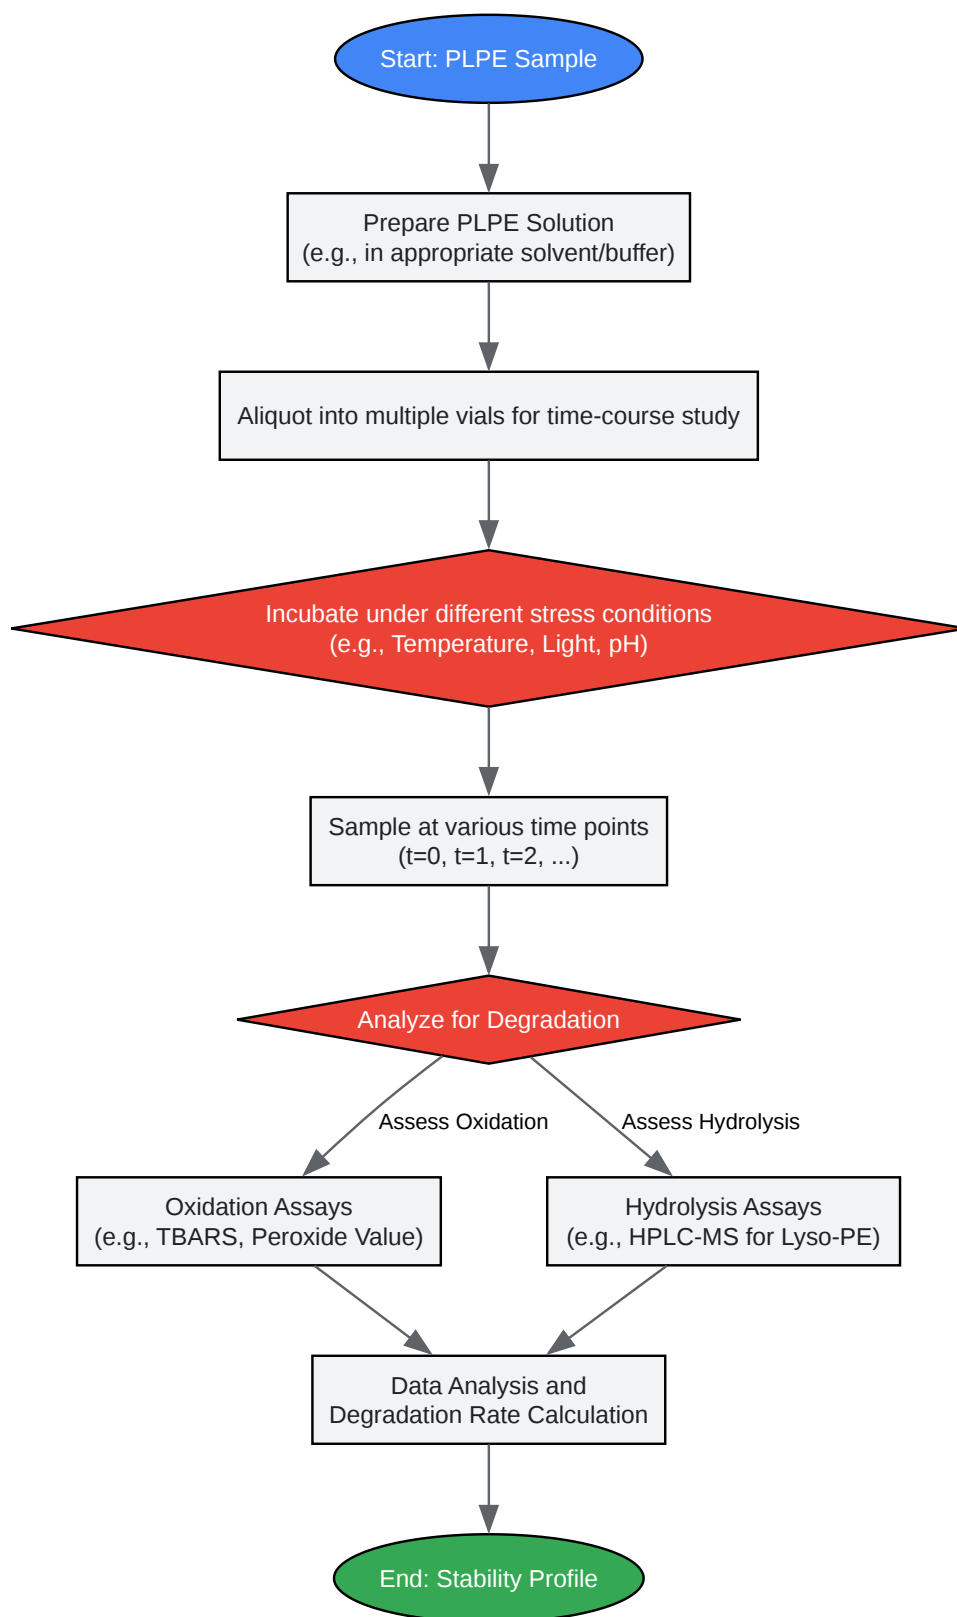 Start: PLPE Sample
Prepare PLPE Solution
(e.g., in appropriate solvent/buffer)
Aliquot into multiple vials for time-course study
Incubate under different stress conditions
(e.g., Temperature, Light, pH)
Sample at various time points
(t=0, t=1, t=2, ...)
Analyze for Degradation
Assess Oxidation
Assess Hydrolysis
Oxidation Assays
(e.g., TBARS, Peroxide Value)
Hydrolysis Assays
(e.g., HPLC-MS for Lyso-PE)
Data Analysis and
Degradation Rate Calculation
End: Stability Profile